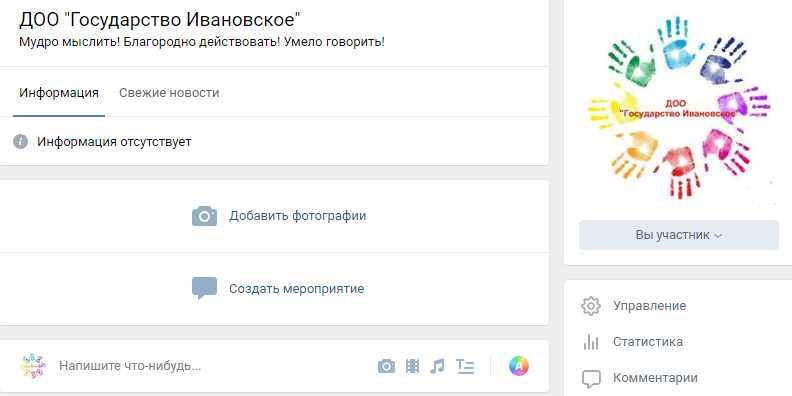 ДОО "Государство Ивановское"
Мудро мыслить! Благородно действовать! Умело говорить!
Информация
Свежие новости
Информация отсутствует
Добавить фотографии
Создать мероприятие
Напишите что-нибудь...
ДОО
"Государство Ивановское"
Вы участник
Управление
Статистика
Комментарии